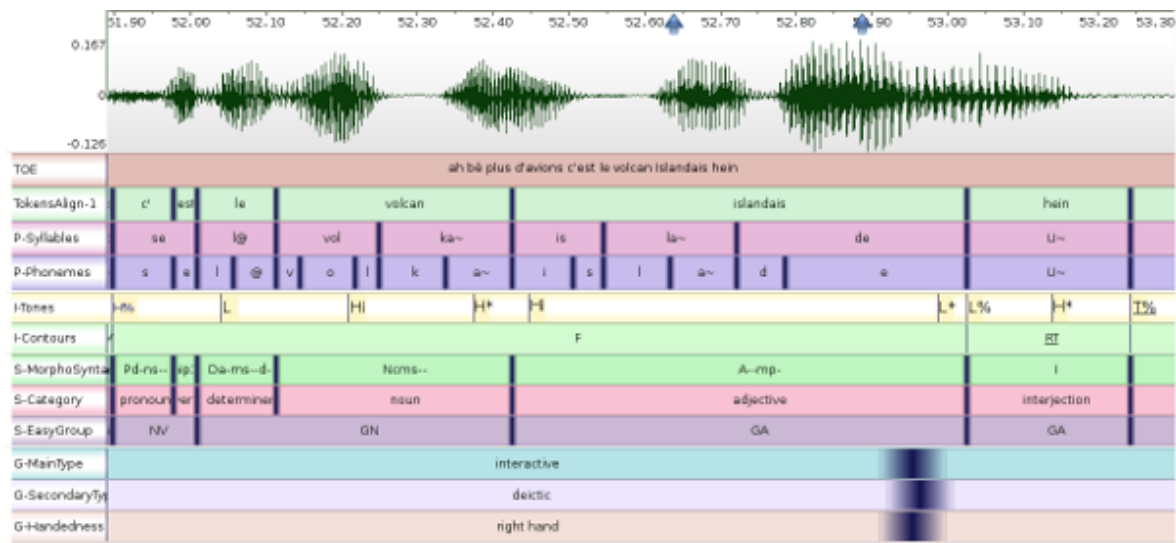 51.90 52.00 52.10 52.20 52.30 52.40 52.50 52.60 52.70 52.80 52.90 53.00 53.10 53.20 53.30
0.167
0
-0.126
TOE ah bè plus d'avions c'est le volcan Islandais hein
TokensAlign-1 c' est le volcan islandais hein
P-Syllables se l@ vol ka~ is la~ de U~
P-Phonemes s e l @ v o l k a~ i s l a~ d e U~
I-Tones H% L Hi H* Hi L* L% H* T%
I-Contours F RT
S-MorphoSynta Pd-ns-- Da-ms--d- Ncms-- A--mp- I
S-Category pronoun ver determiner noun adjective interjection
S-EasyGroup NV GN GA GA
G-MainType interactive
G-SecondaryTy deictic
G-Handedness right hand